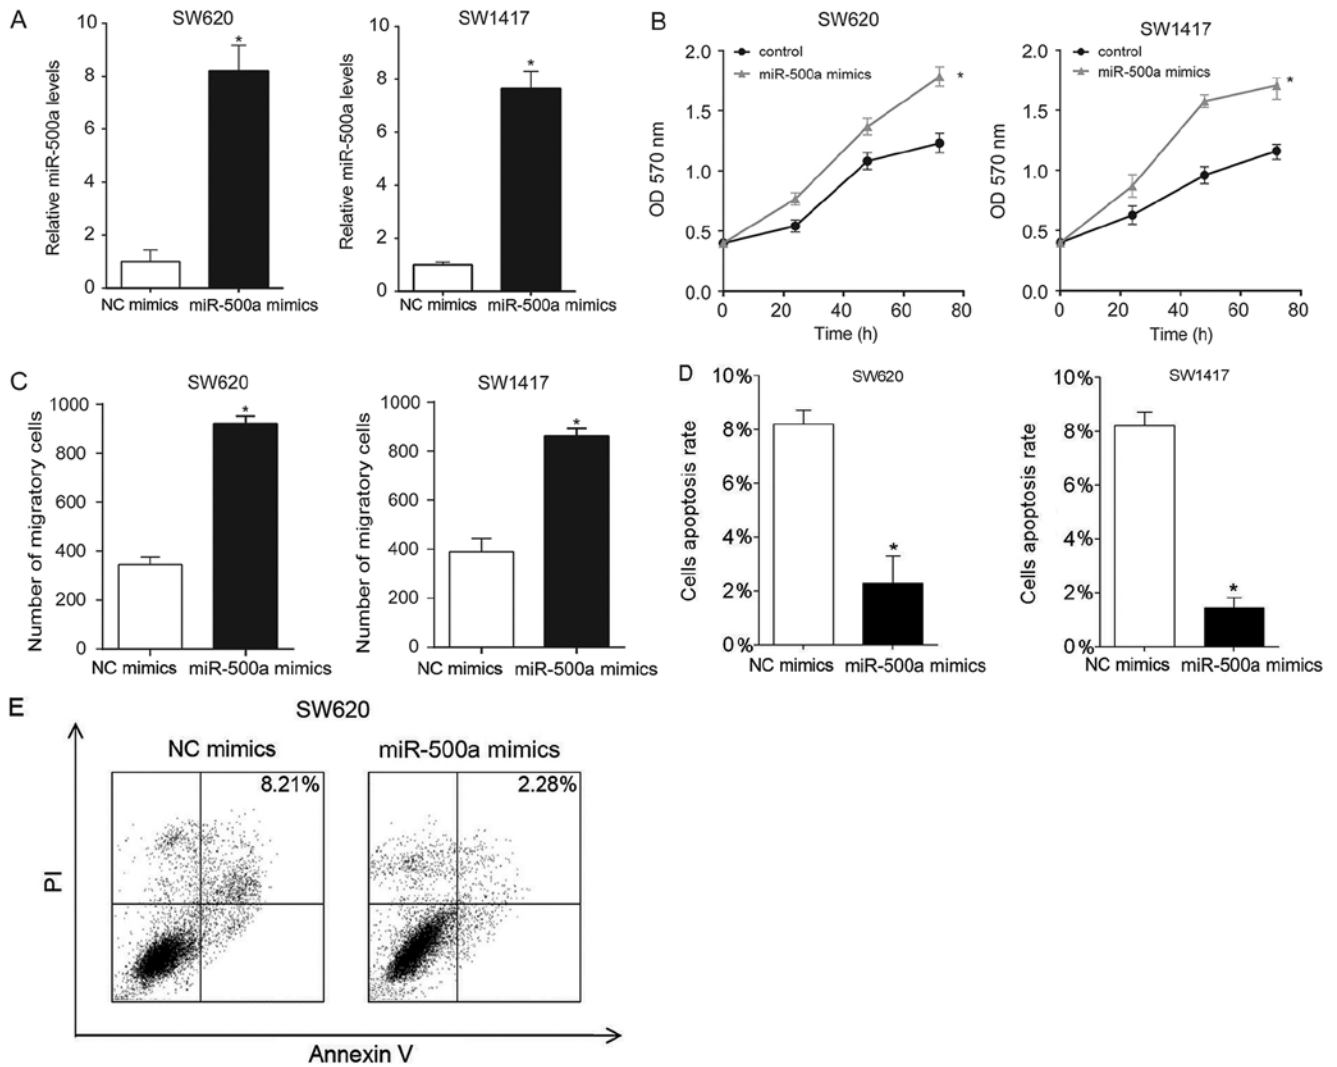 A
SW620
Relative miR-500a levels
10
8
6
4
2
0
*
NC mimics
miR-500a mimics
SW1417
Relative miR-500a levels
10
8
6
4
2
0
*
NC mimics
miR-500a mimics
B
SW620
control
miR-500a mimics
*
OD 570 nm
2.0
1.5
1.0
0.5
0.0
0 20 40 60 80
Time (h)
SW1417
control
miR-500a mimics
*
OD 570 nm
2.0
1.5
1.0
0.5
0.0
0 20 40 60 80
Time (h)
C
SW620
Number of migratory cells
1000
800
600
400
200
0
*
NC mimics
miR-500a mimics
SW1417
Number of migratory cells
1000
800
600
400
200
0
*
NC mimics
miR-500a mimics
D
SW620
Cells apoptosis rate
10%
8%
6%
4%
2%
0%
*
NC mimics
miR-500a mimics
SW1417
Cells apoptosis rate
10%
8%
6%
4%
2%
0%
*
NC mimics
miR-500a mimics
E
SW620
NC mimics
miR-500a mimics
8.21%
2.28%
PI
Annexin V